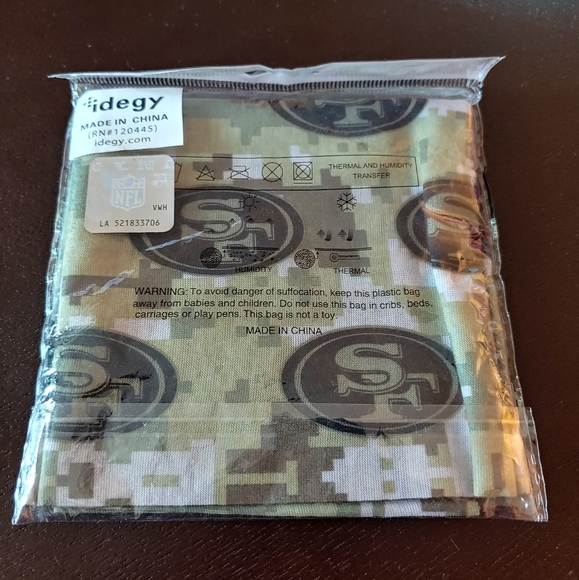 idegy
MADE IN CHINA
(RN#120445)
idegy.com
THERMAL AND HUMIDITY
TRANSFER
NFL
VWH
LA 521833706
SF
SF
HUMIDITY
THERMAL
WARNING: To avoid danger of suffocation, keep this plastic bag
away from babies and children. Do not use this bag in cribs, beds,
carriages or play pens. This bag is not a toy
MADE IN CHINA
SF
SF